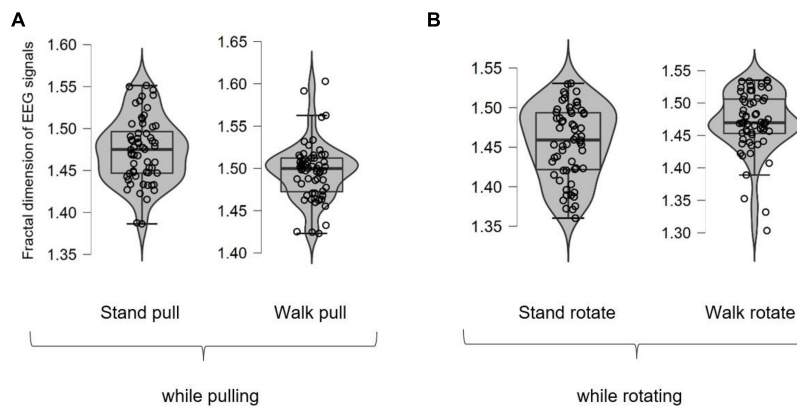 A
B
Fractal dimension of EEG signals
1.60
1.55
1.50
1.45
1.40
1.35
1.65
1.60
1.50
1.45
1.50
1.40
1.55
1.50
1.45
1.40
1.35
1.55
1.50
1.45
1.40
1.35
1.30
Stand pull
Walk pull
Stand rotate
Walk rotate
while pulling
while rotating